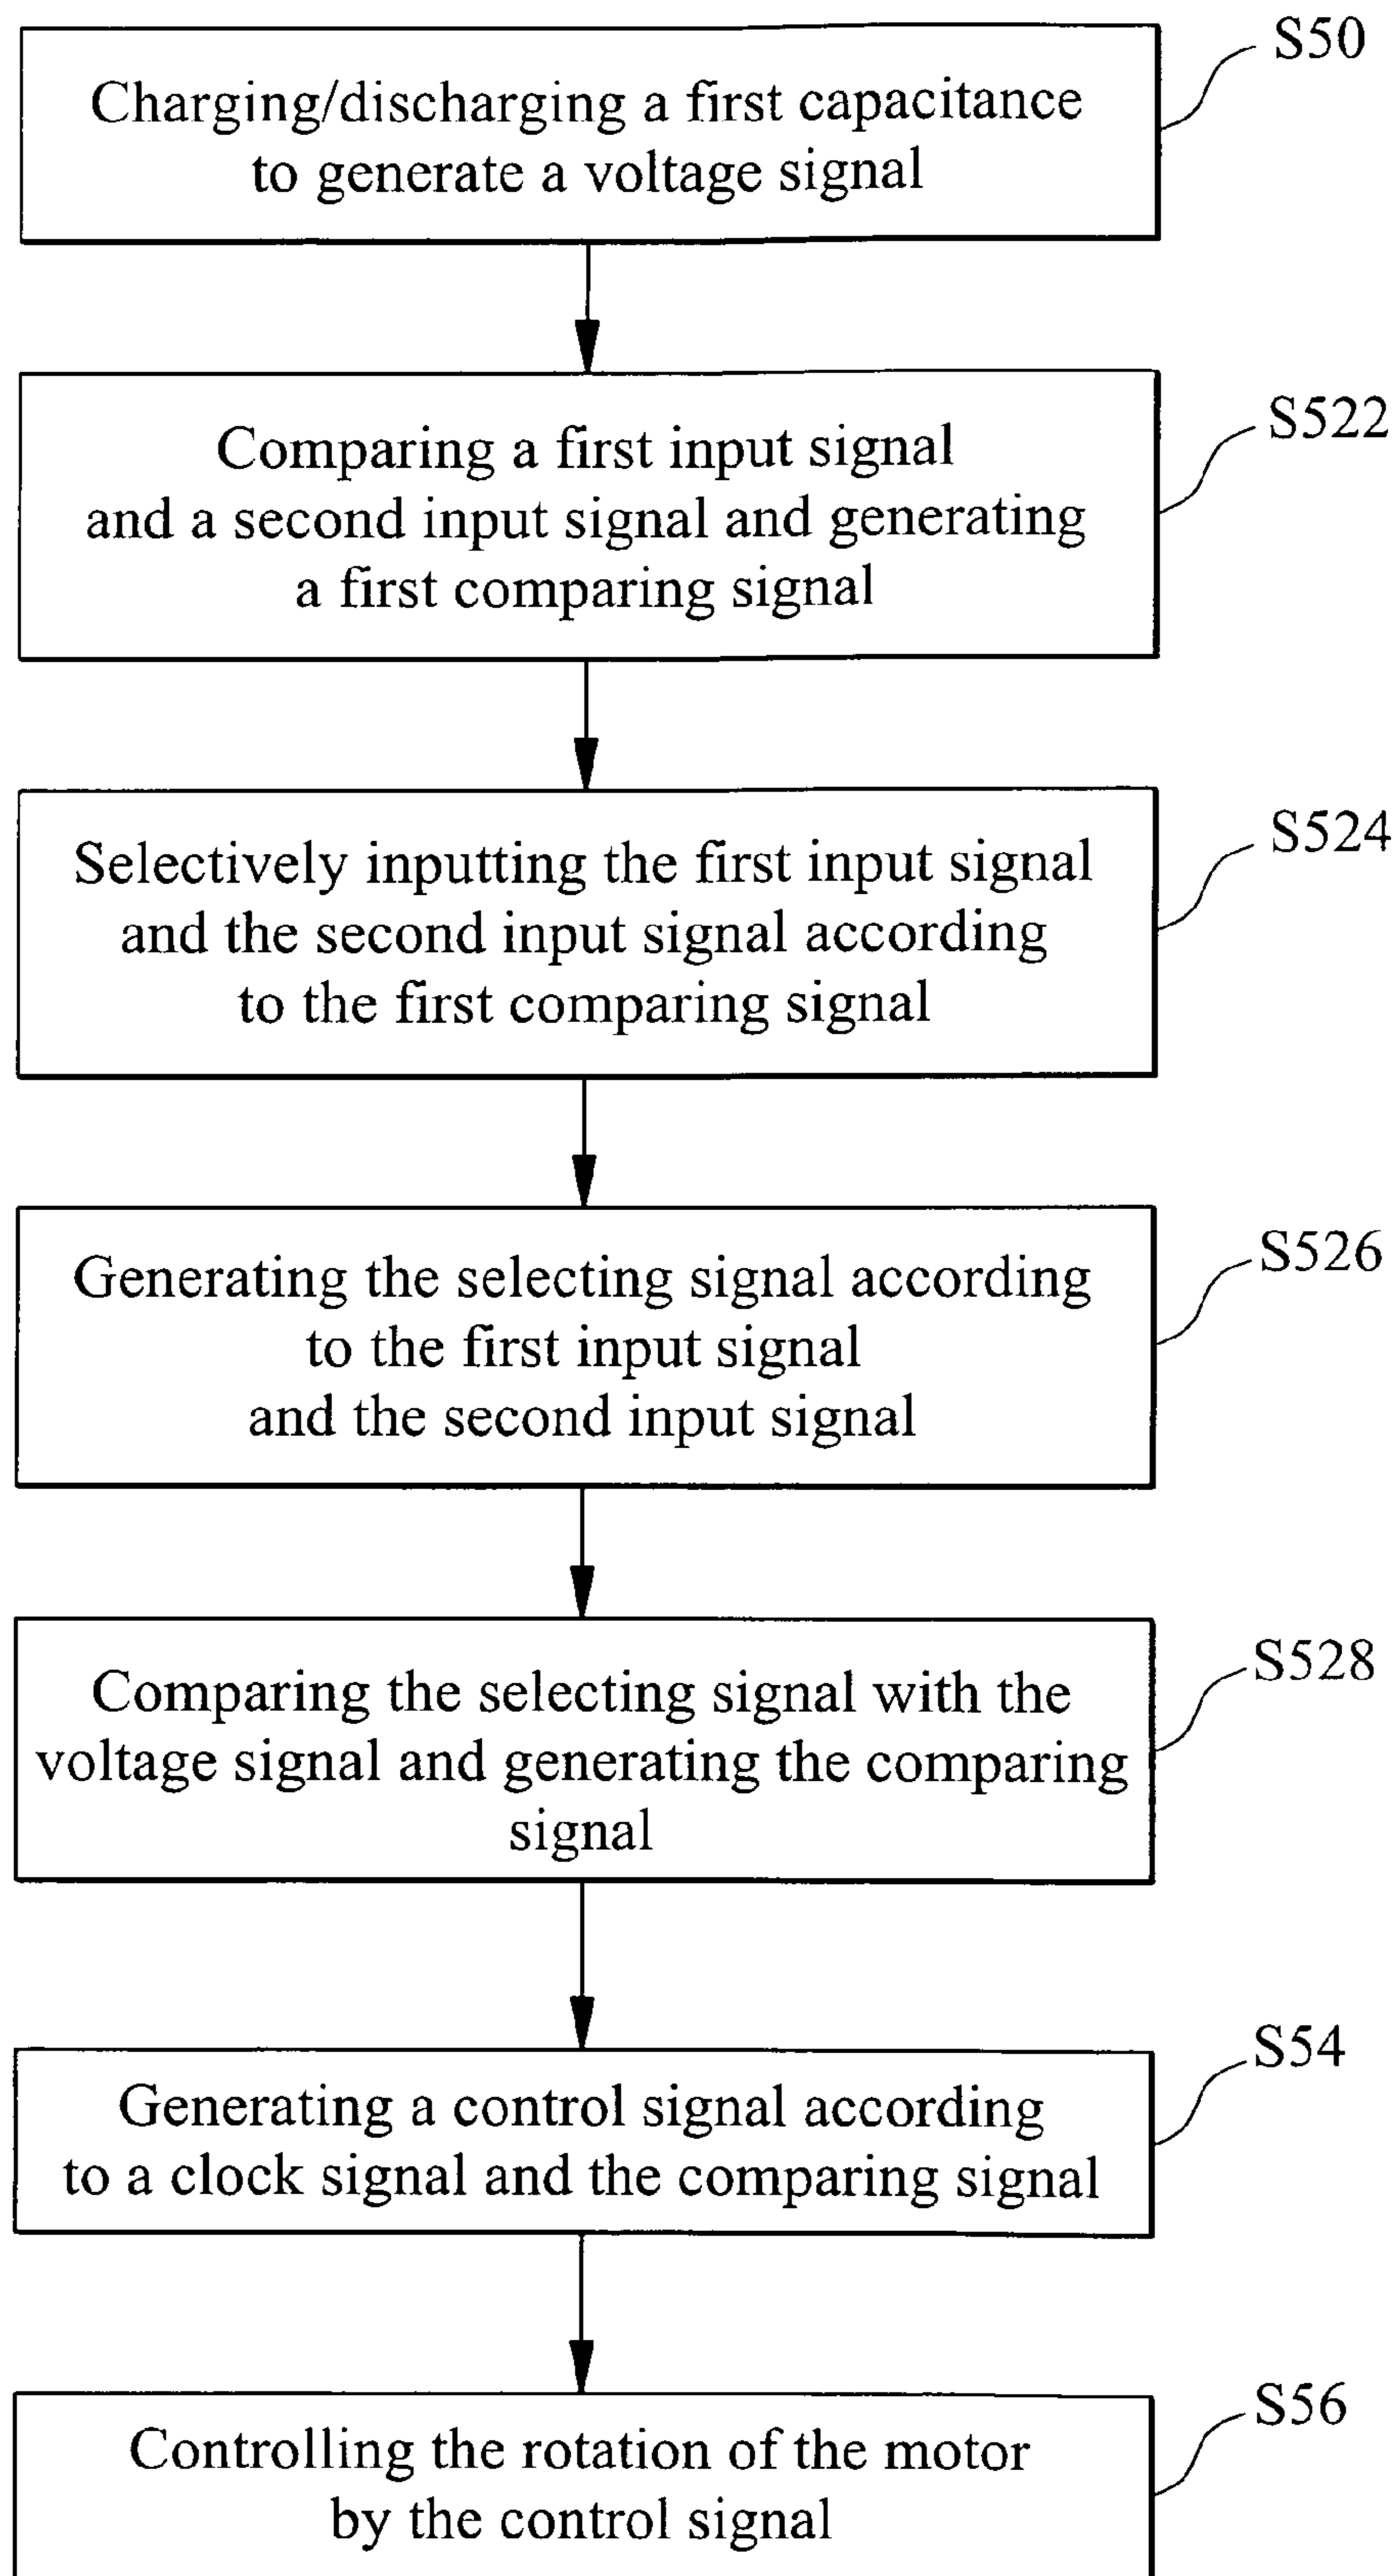 S50
Charging/discharging a first capacitance
to generate a voltage signal
S522
Comparing a first input signal
and a second input signal and generating
a first comparing signal
S524
Selectively inputting the first input signal
and the second input signal according
to the first comparing signal
S526
Generating the selecting signal according
to the first input signal
and the second input signal
S528
Comparing the selecting signal with the
voltage signal and generating the comparing
signal
S54
Generating a control signal according
to a clock signal and the comparing signal
S56
Controlling the rotation of the motor
by the control signal